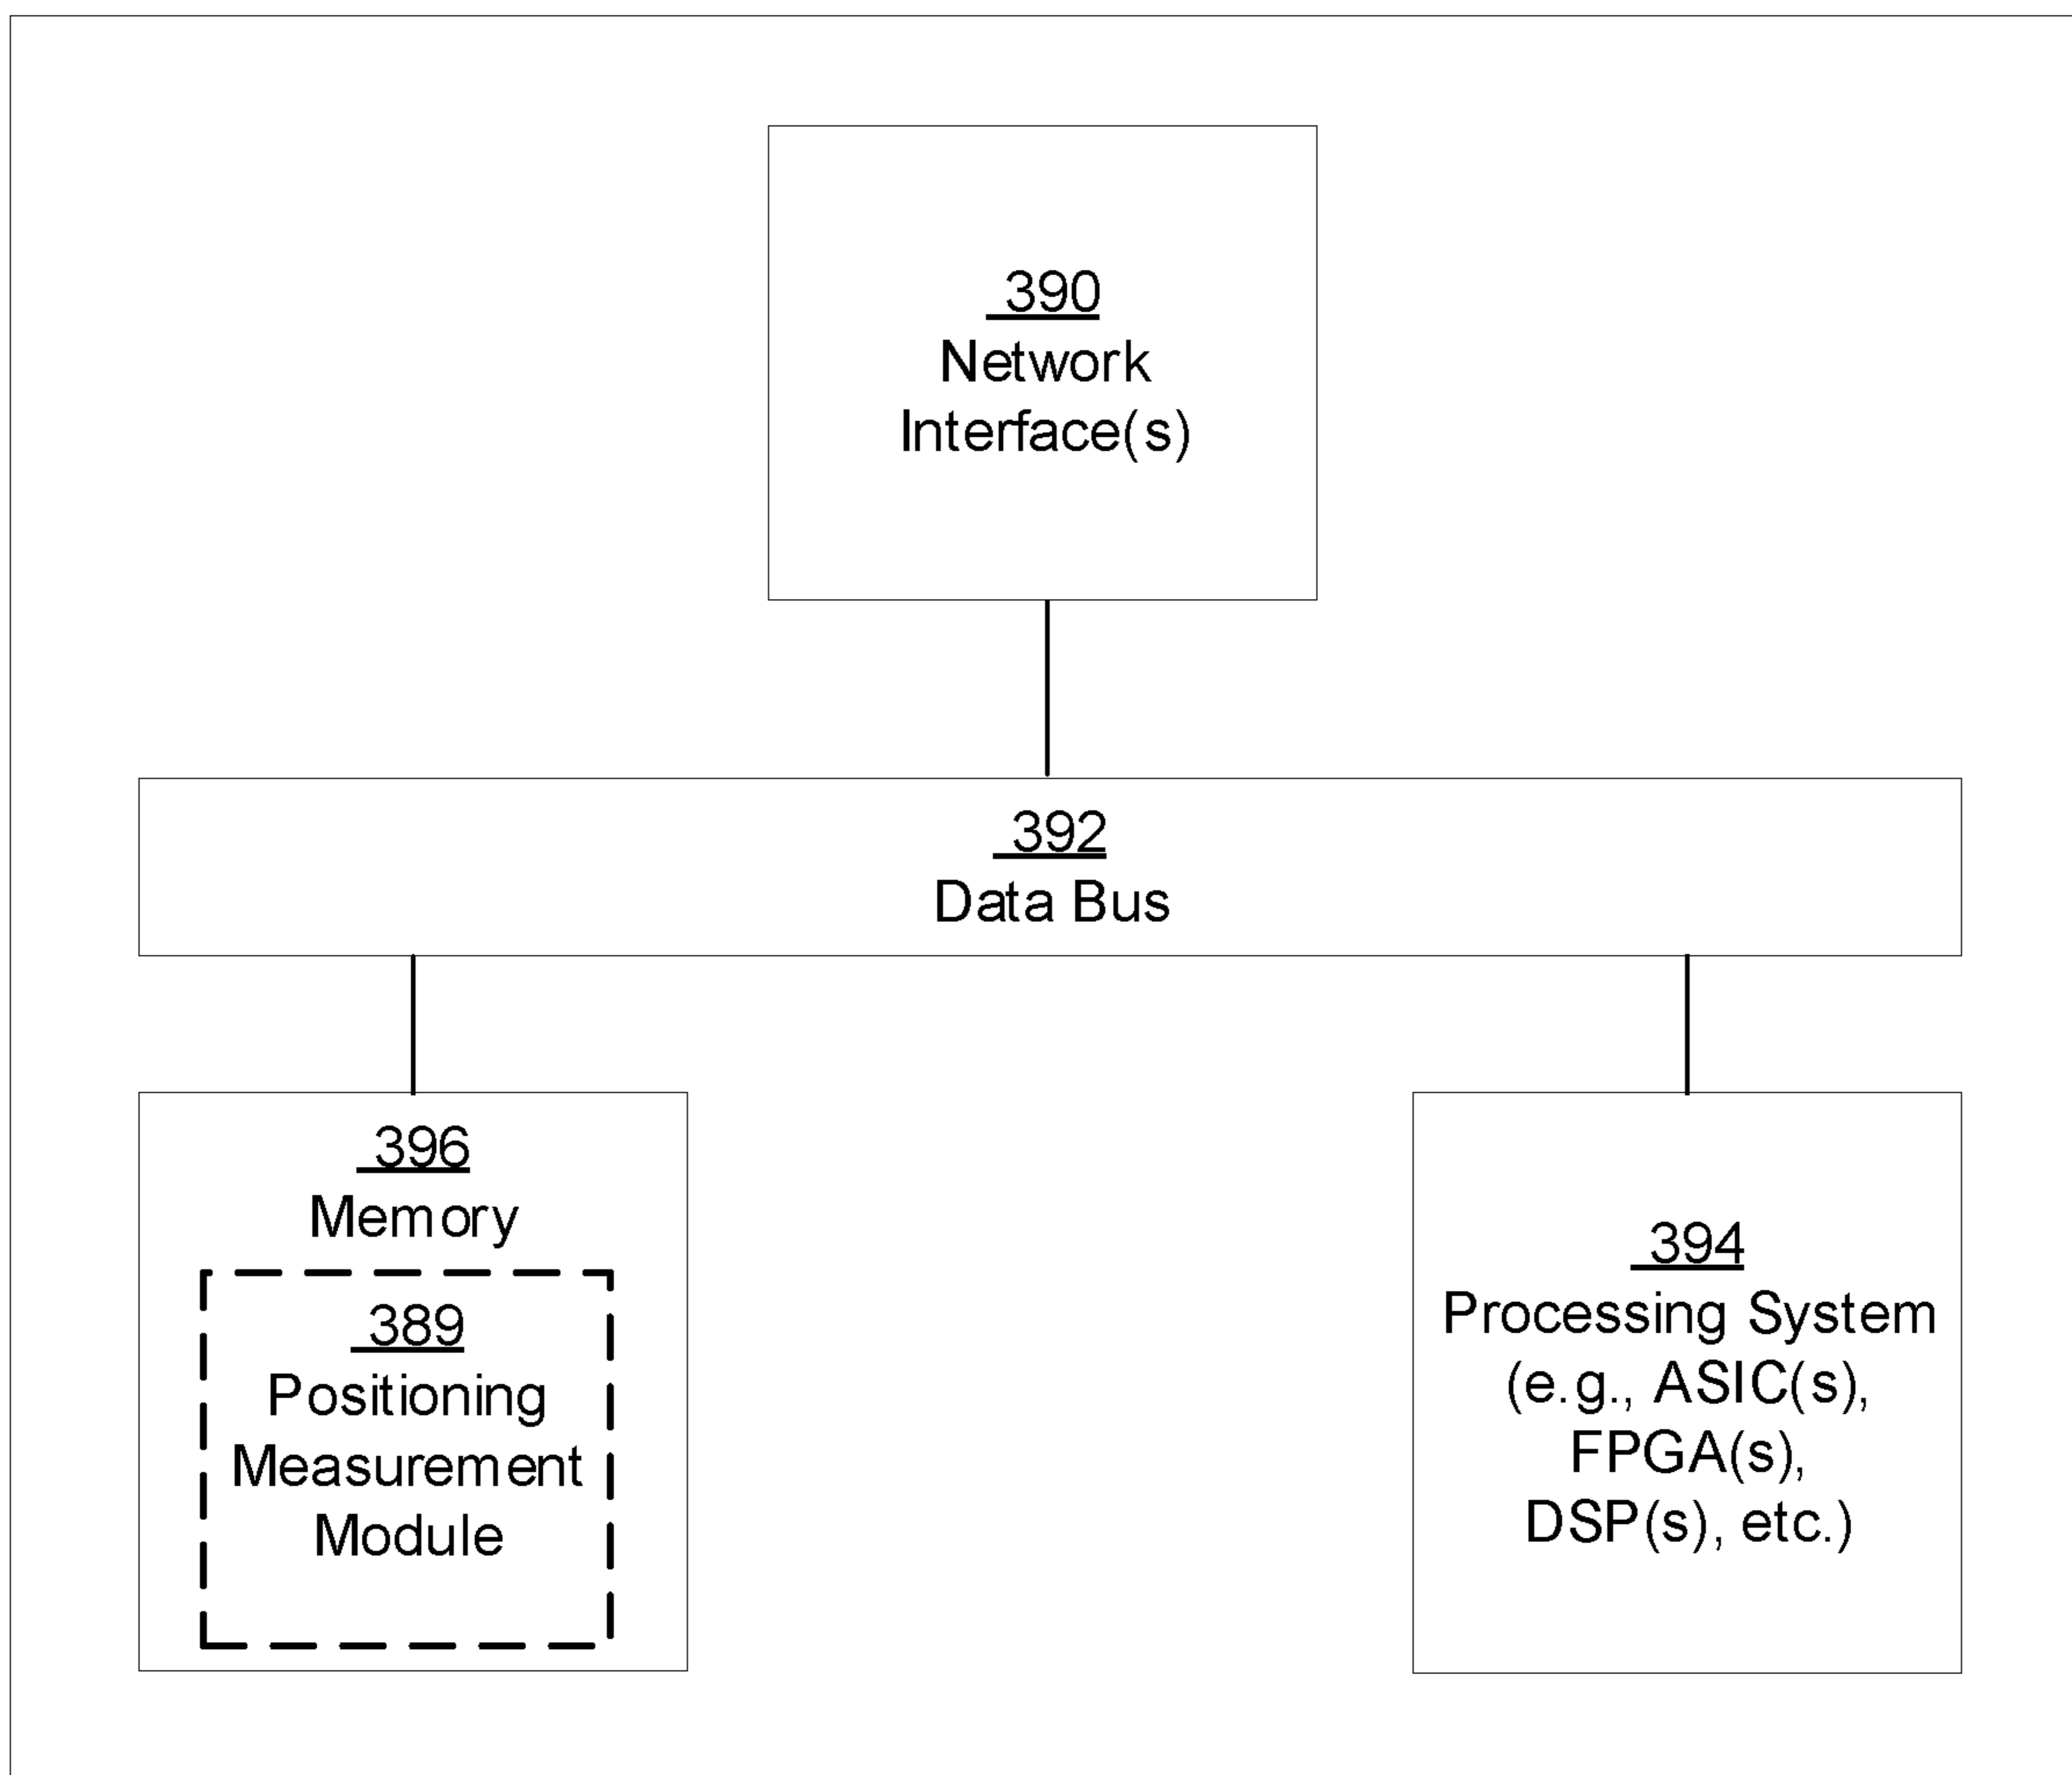 390
Network
Interface(s)
392
Data Bus
396
Memory
389
Positioning
Measurement
Module
394
Processing System
(e.g., ASIC(s),
FPGA(s),
DSP(s), etc.)